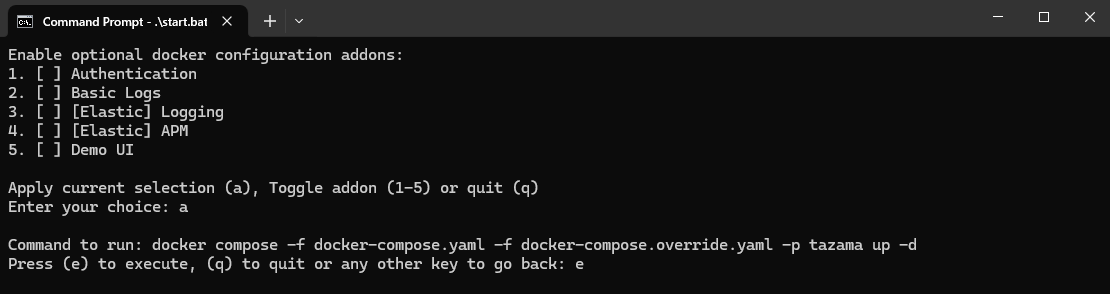 Command Prompt - .\start.bat
Enable optional docker configuration addons:
1. [ ] Authentication
2. [ ] Basic Logs
3. [ ] [Elastic] Logging
4. [ ] [Elastic] APM
5. [ ] Demo UI
Apply current selection (a), Toggle addon (1-5) or quit (q)
Enter your choice: a
Command to run: docker compose -f docker-compose.yaml -f docker-compose.override.yaml -p tazama up -d
Press (e) to execute, (q) to quit or any other key to go back: e